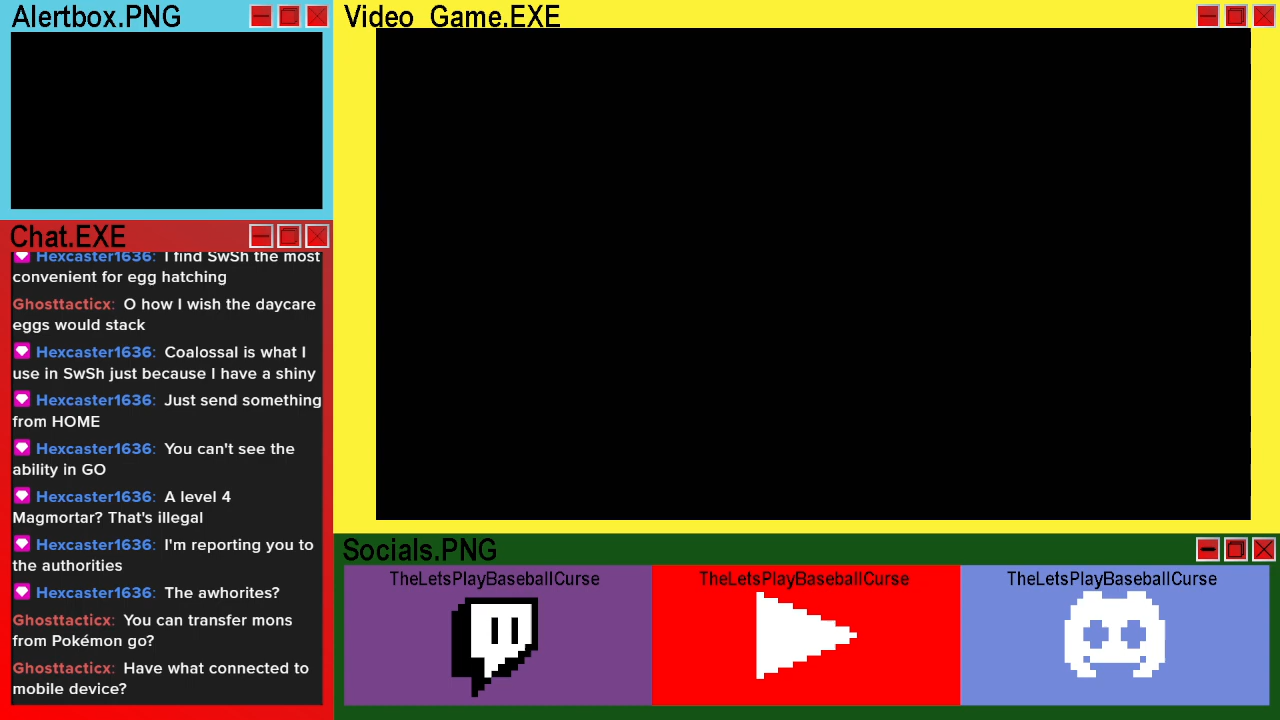 Alertbox.PNG
Video Game.EXE
Chat.EXE
Hexcaster1636: I find SwSh the most
convenient for egg hatching
Ghosttacticx: O how I wish the daycare
eggs would stack
Hexcaster1636: Coalossal is what I
use in SwSh just because I have a shiny
Hexcaster1636: Just send something
from HOME
Hexcaster1636: You can't see the
ability in GO
Hexcaster1636: A level 4
Magmortar? That's illegal
Hexcaster1636: I'm reporting you to
the authorities
Hexcaster1636: The awhorites?
Ghosttacticx: You can transfer mons
from Pokémon go?
Ghosttacticx: Have what connected to
mobile device?
Socials.PNG
TheLetsPlayBaseballCurse
TheLetsPlayBaseballCurse
TheLetsPlayBaseballCurse